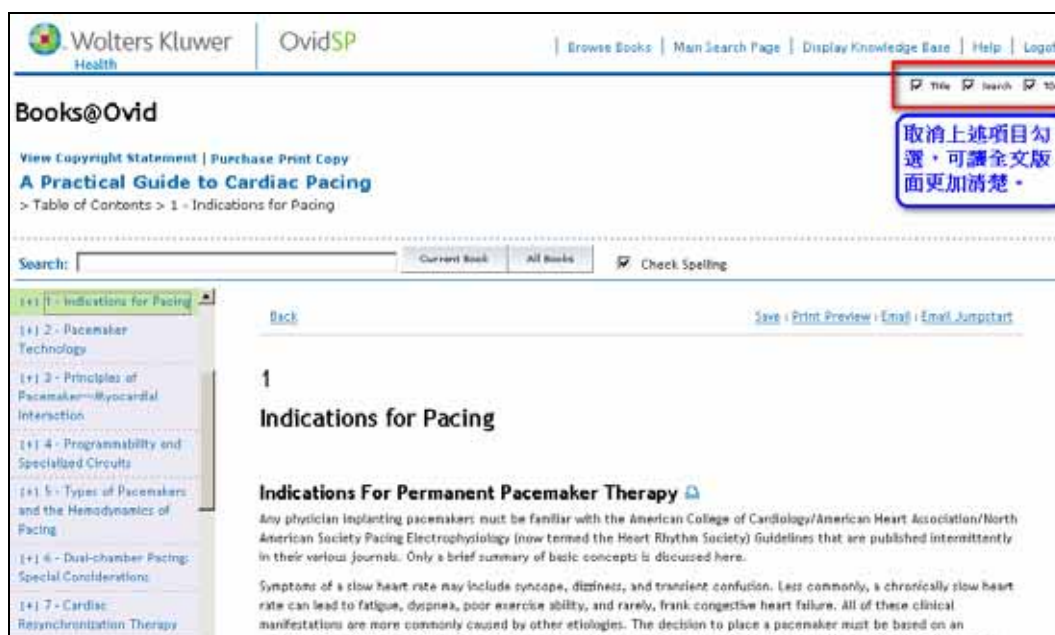 Wolters Kluwer
Health
OvidSP
| Browse Books | Main Search Page | Display Knowledge Base | Help | Logoff
Title Search
Books@Ovid
取消上述項目勾
選，可讓全文版
面更加清楚。
View Copyright Statement | Purchase Print Copy
A Practical Guide to Cardiac Pacing
> Table of Contents > 1 - Indications for Pacing
Search:
Current Book All Books Check Spelling
[+] 1 - Indications for Pacing
[+] 2 - Pacemaker
Technology
[+] 3 - Principles of
Pacemaker—Myocardial
Interaction
[+] 4 - Programmability and
Specialized Circuits
[+] 5 - Types of Pacemakers
and the Hemodynamics of
Pacing
[+] 6 - Dual-chamber Pacing:
Special Considerations
[+] 7 - Cardiac
Resynchronization Therapy
Back
Save | Print Preview | Email | Email Jumpstart
1
Indications for Pacing
Indications For Permanent Pacemaker Therapy
Any physician implanting pacemakers must be familiar with the American College of Cardiology/American Heart Association/North
American Society Pacing Electrophysiology (now termed the Heart Rhythm Society) Guidelines that are published intermittently
in their various journals. Only a brief summary of basic concepts is discussed here.
Symptoms of a slow heart rate may include syncope, dizziness, and transient confusion. Less commonly, a chronically slow heart
rate can lead to fatigue, dyspnea, poor exercise ability, and rarely, frank congestive heart failure. All of these clinical
manifestations are more commonly caused by other etiologies. The decision to place a pacemaker must be based on an